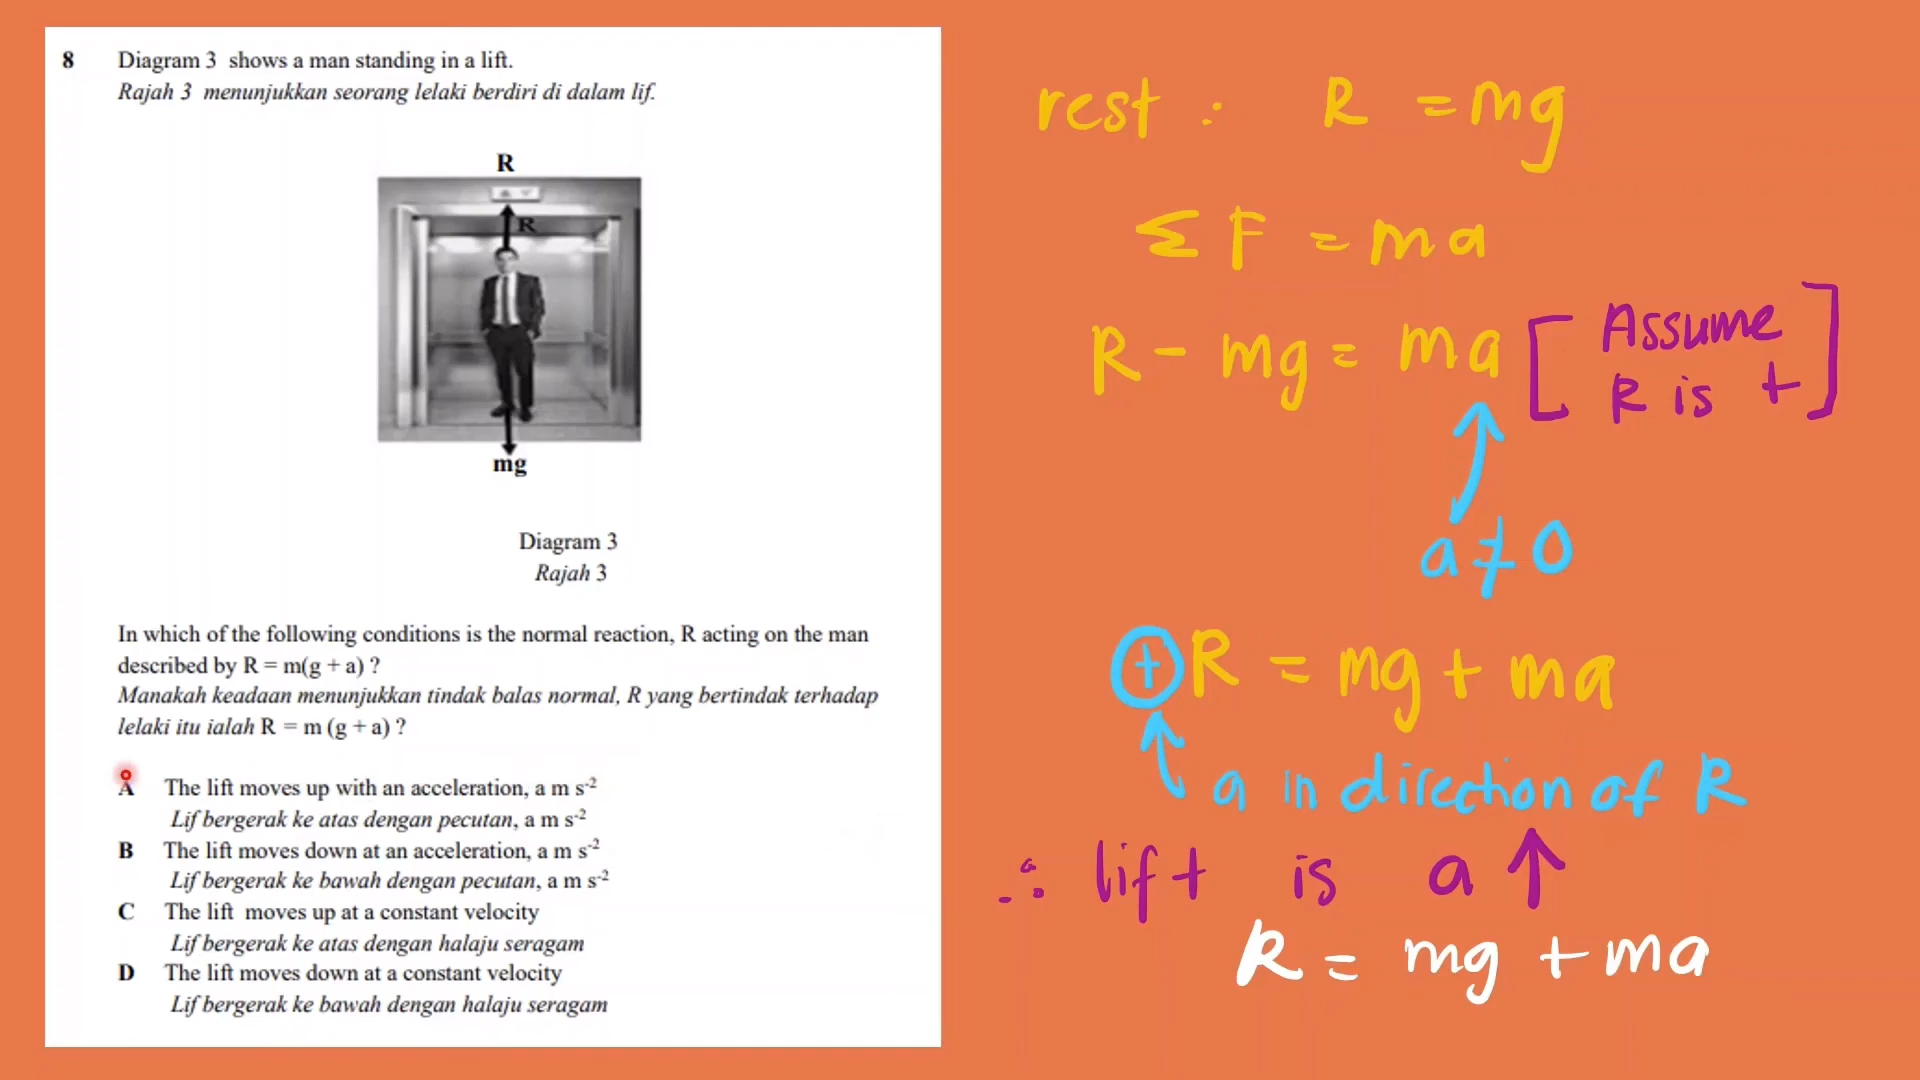 8 Diagram 3 shows a man standing in a lift.
Rajah 3 menunjukkan seorang lelaki berdiri di dalam lif.
R
R
mg
Diagram 3
Rajah 3
In which of the following conditions is the normal reaction, R acting on the man
described by R = m(g + a) ?
Manakah keadaan menunjukkan tindak balas normal, R yang bertindak terhadap
lelaki itu ialah R = m (g + a) ?
A The lift moves up with an acceleration, a m s⁻²
Lif bergerak ke atas dengan pecutan, a m s⁻²
B The lift moves down at an acceleration, a m s⁻²
Lif bergerak ke bawah dengan pecutan, a m s⁻²
C The lift moves up at a constant velocity
Lif bergerak ke atas dengan halaju seragam
D The lift moves down at a constant velocity
Lif bergerak ke bawah dengan halaju seragam
rest : R = mg
Σ F = ma
R - mg = ma [ Assume
R is + ]
a ≠ 0
+ R = mg + ma
a in direction of R
∴ lift is a ↑
R = mg + ma